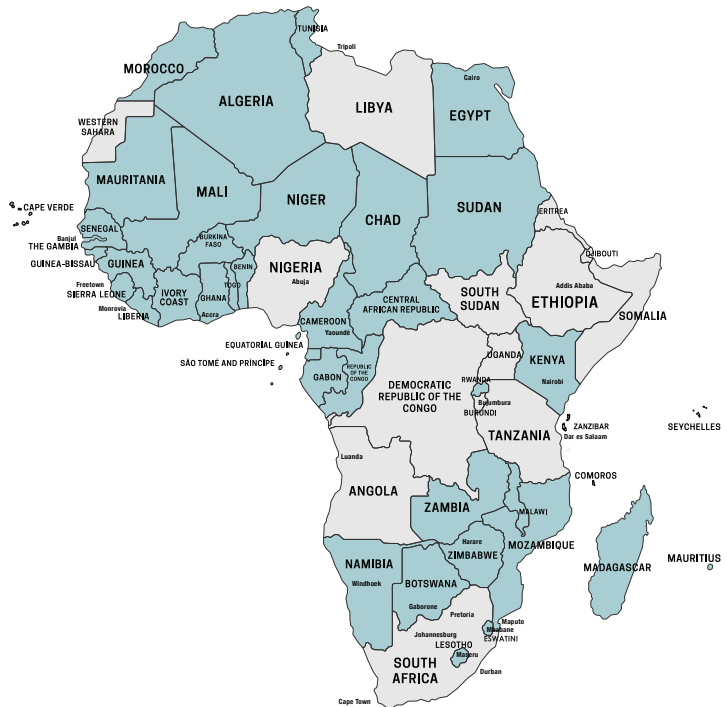 TUNISIA
Tripoli
MOROCCO
Cairo
ALGERIA
LIBYA
EGYPT
WESTERN
SAHARA
MAURITANIA
MALI
NIGER
CHAD
SUDAN
CAPE VERDE
ERITREA
SENEGAL
BURKINA
FASO
Banjul
THE GAMBIA
DJIBOUTI
GUINEA-BISSAU
GUINEA
BENIN
NIGERIA
Abuja
Addis Ababa
Freetown
SIERRA LEONE
IVORY
COAST
GHANA
TOGO
CENTRAL
AFRICAN REPUBLIC
SOUTH
SUDAN
ETHIOPIA
Monrovia
LIBERIA
Accra
CAMEROON
Yaoundé
SOMALIA
EQUATORIAL GUINEA
SÃO TOMÉ AND PRÍNCIPE
GABON
REPUBLIC
OF THE
CONGO
UGANDA
KENYA
Nairobi
DEMOCRATIC
REPUBLIC OF THE
CONGO
RWANDA
Bujumbura
BURUNDI
TANZANIA
ZANZIBAR
Dar es Salaam
SEYCHELLES
Luanda
COMOROS
ANGOLA
ZAMBIA
MALAWI
Harare
ZIMBABWE
MOZAMBIQUE
MAURITIUS
MADAGASCAR
NAMIBIA
Windhoek
BOTSWANA
Gaborone
Pretoria
Maputo
Mbabane
ESWATINI
Johannesburg
LESOTHO
Maseru
SOUTH
AFRICA
Durban
Cape Town